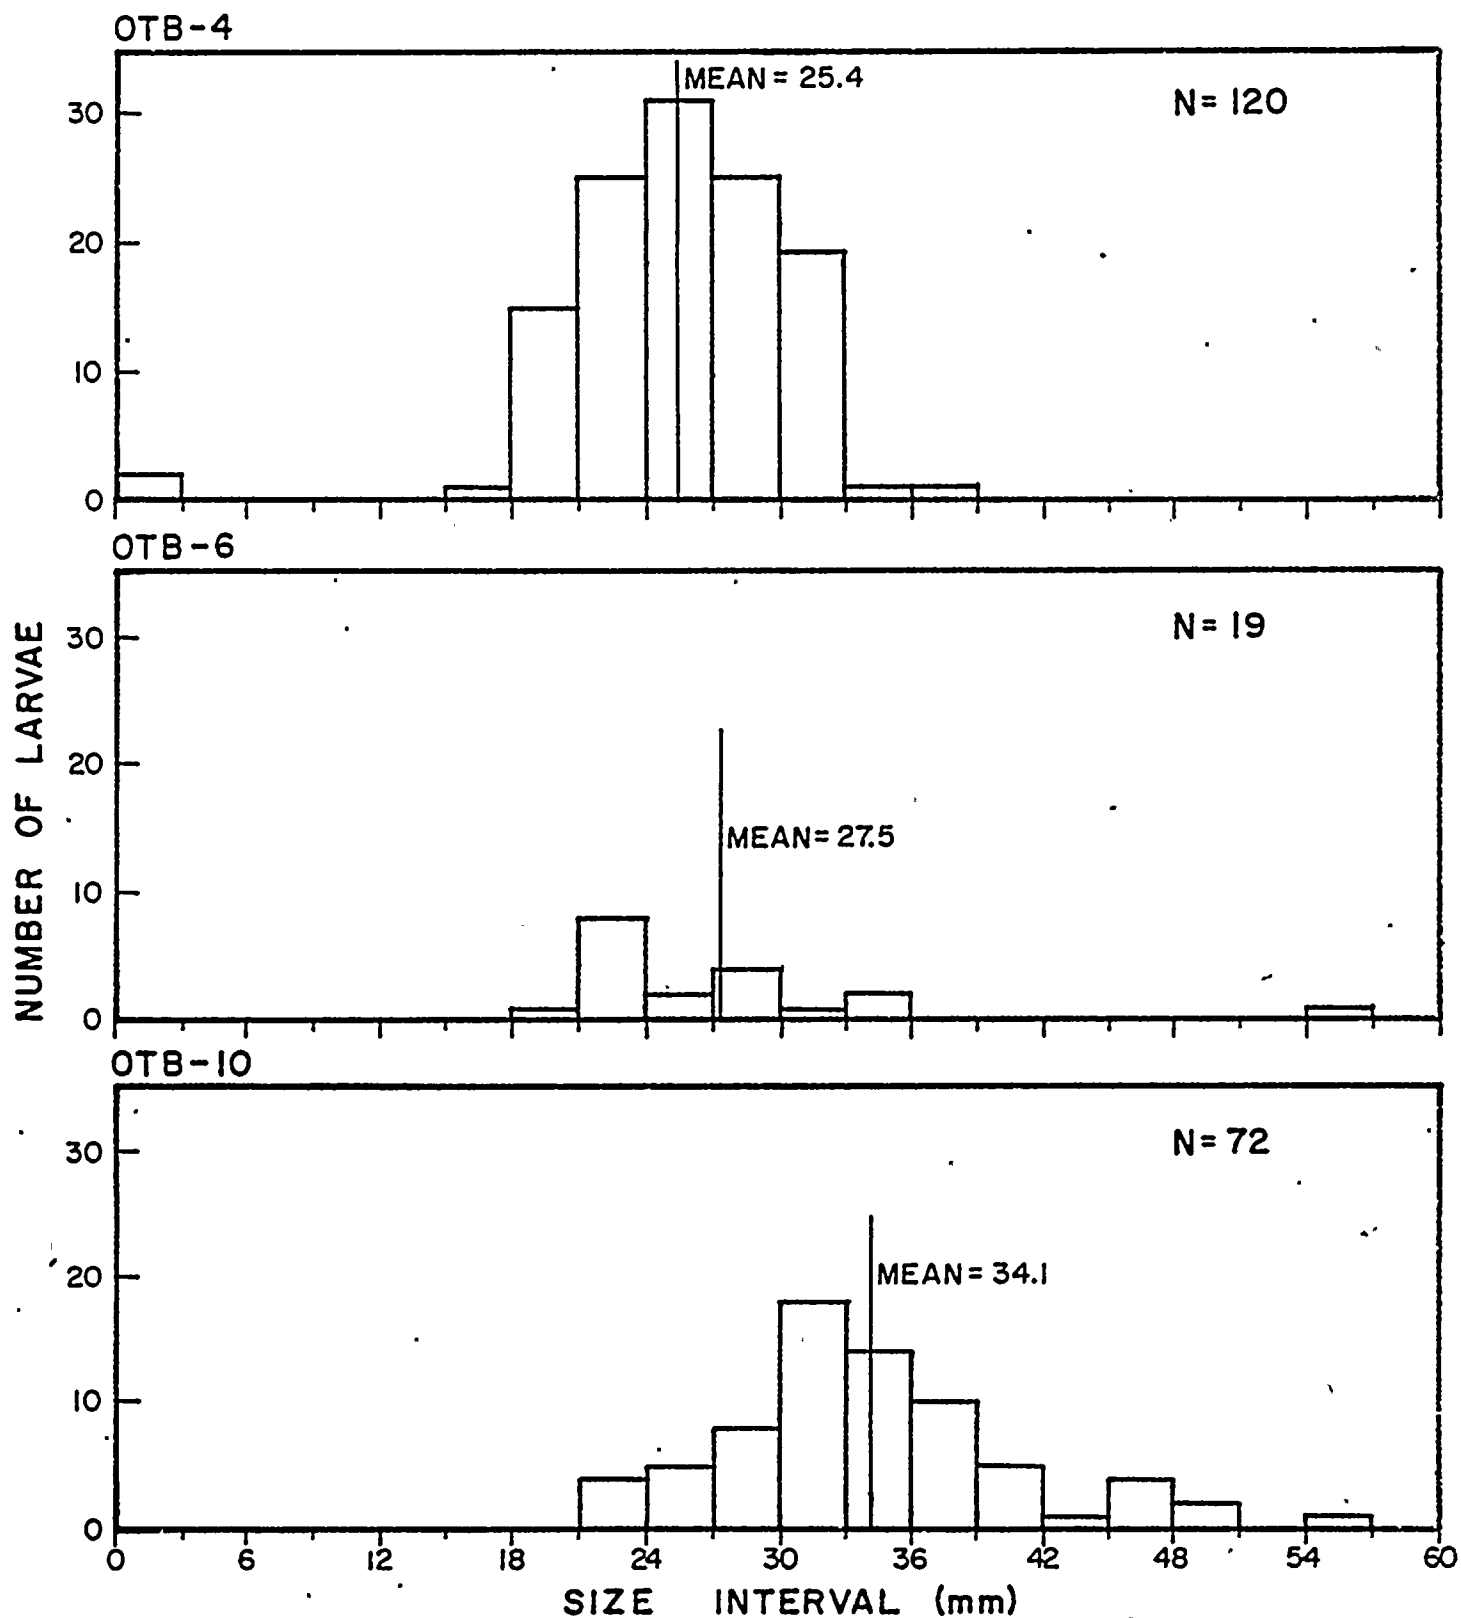 OTB-4
MEAN = 25.4
N = 120
30
20
10
0
OTB-6
N = 19
30
20
MEAN = 27.5
10
0
OTB-10
N = 72
30
20
MEAN = 34.1
10
0
0 6 12 18 24 30 36 42 48 54 60
SIZE INTERVAL (mm)
NUMBER OF LARVAE